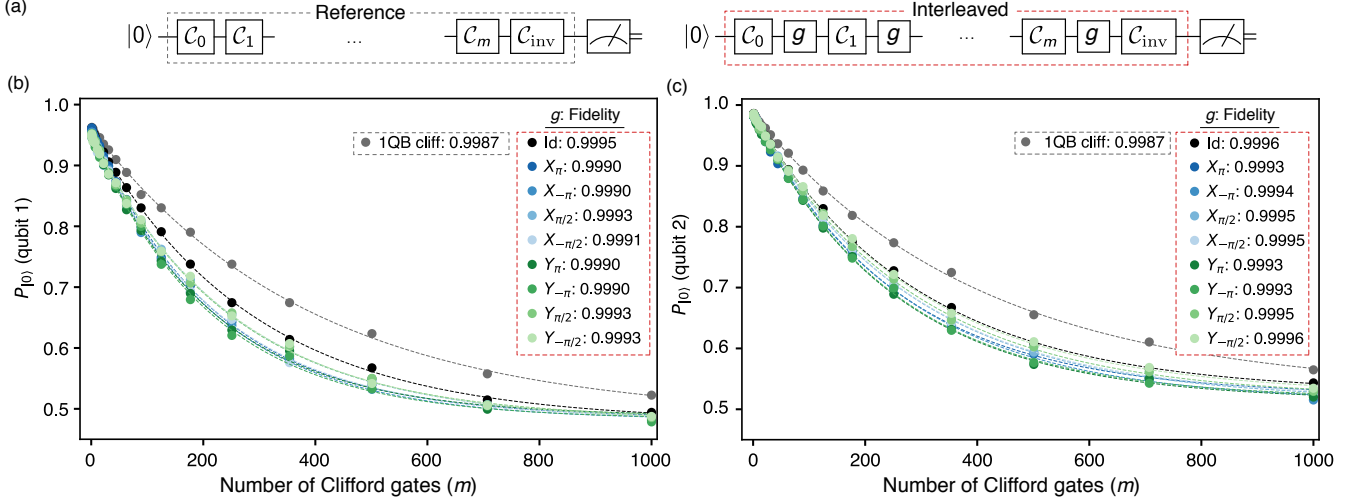 (a)
Reference
|0⟩ C₀ C₁ ... Cₘ C_inv
Interleaved
|0⟩ C₀ g C₁ g ... Cₘ g C_inv
(b)
1.0
0.9
0.8
0.7
0.6
0.5
P|0⟩ (qubit 1)
1QB cliff: 0.9987
g: Fidelity
Id: 0.9995
Xπ: 0.9990
X−π: 0.9990
Xπ/2: 0.9993
X−π/2: 0.9991
Yπ: 0.9990
Y−π: 0.9990
Yπ/2: 0.9993
Y−π/2: 0.9993
0 200 400 600 800 1000
Number of Clifford gates (m)
(c)
1.0
0.9
0.8
0.7
0.6
0.5
P|0⟩ (qubit 2)
1QB cliff: 0.9987
g: Fidelity
Id: 0.9996
Xπ: 0.9993
X−π: 0.9994
Xπ/2: 0.9995
X−π/2: 0.9995
Yπ: 0.9993
Y−π: 0.9993
Yπ/2: 0.9995
Y−π/2: 0.9996
0 200 400 600 800 1000
Number of Clifford gates (m)